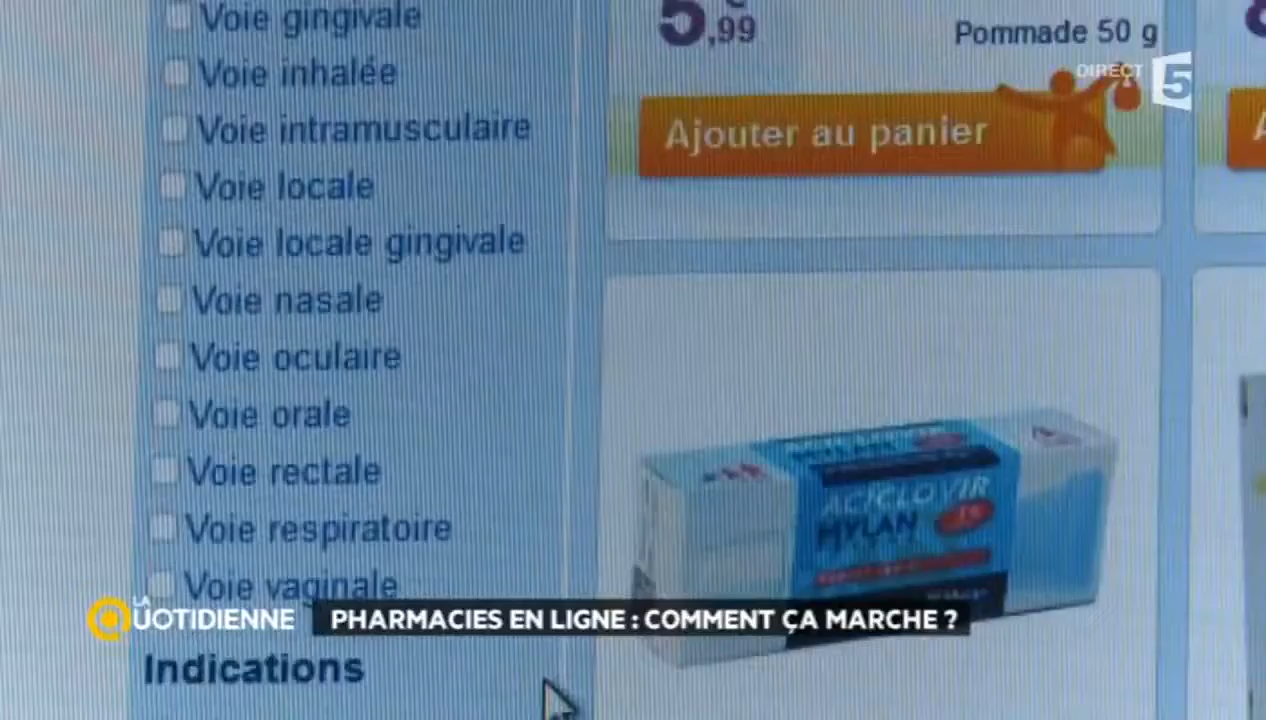 Voie gingivale
Voie inhalée
Voie intramusculaire
Voie locale
Voie locale gingivale
Voie nasale
Voie oculaire
Voie orale
Voie rectale
Voie respiratoire
Voie vaginale
Indications
5€,99
Pommade 50 g
Ajouter au panier
DIRECT 5
ACICLOVIR
MYLAN
LA QUOTIDIENNE
PHARMACIES EN LIGNE : COMMENT ÇA MARCHE ?